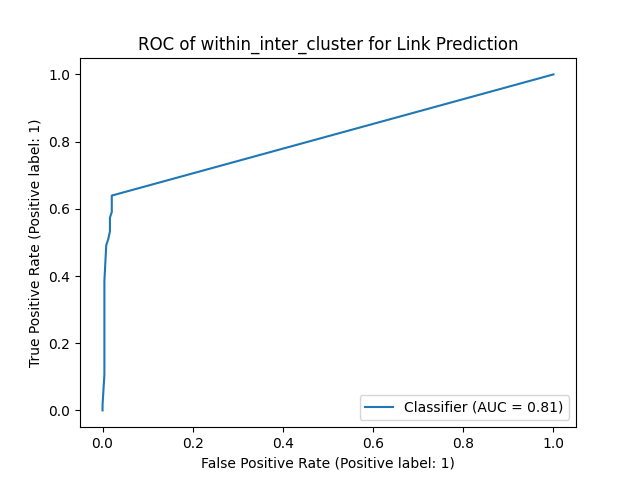 ROC of within_inter_cluster for Link Prediction
1.0
0.8
0.6
0.4
0.2
0.0
True Positive Rate (Positive label: 1)
Classifier (AUC = 0.81)
0.0 0.2 0.4 0.6 0.8 1.0
False Positive Rate (Positive label: 1)